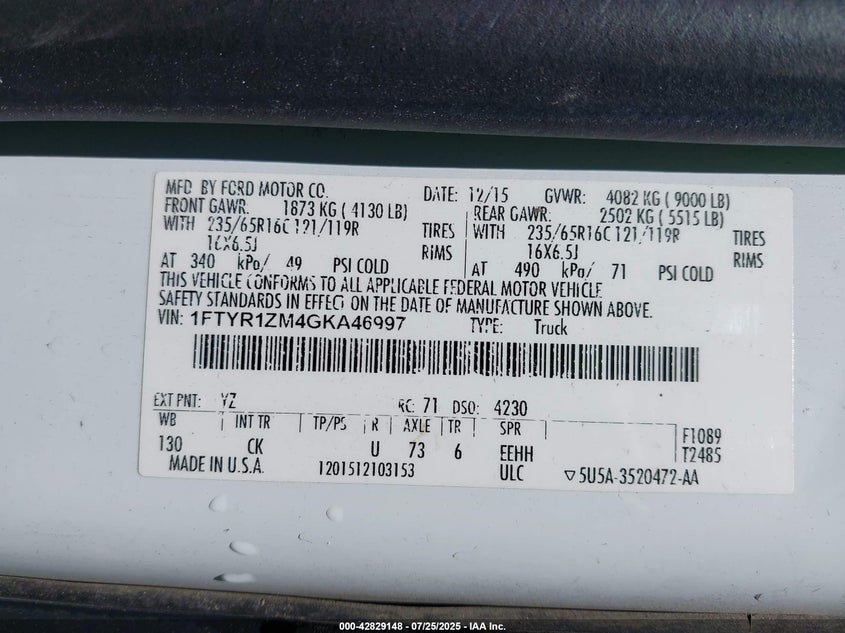 MFD BY FORD MOTOR CO. DATE: 12/15 GVWR: 4082 KG ( 9000 LB)
FRONT GAWR: 1873 KG ( 4130 LB) REAR GAWR: 2502 KG ( 5515 LB)
WITH 235/65R16C 121/119R TIRES WITH 235/65R16C 121/119R TIRES
16X6.5J RIMS 16X6.5J RIMS
AT 340 kPa/ 49 PSI COLD AT 490 kPa/ 71 PSI COLD
THIS VEHICLE CONFORMS TO ALL APPLICABLE FEDERAL MOTOR VEHICLE
SAFETY STANDARDS IN EFFECT ON THE DATE OF MANUFACTURE SHOWN ABOVE.
VIN: 1FTYR1ZM4GKA46997 TYPE: Truck
EXT PNT: YZ RC: 71 DSO: 4230
WB INT TR TP/PS R AXLE TR SPR F1089
130 CK U 73 6 EEHH T2485
MADE IN U.S.A. 1201512103153 ULC ▽5U5A-3520472-AA
000-42829148 - 07/25/2025 - IAA Inc.